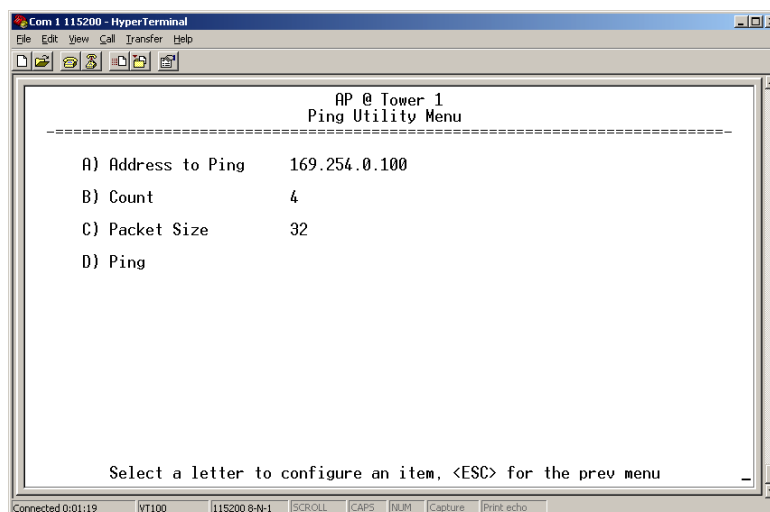 Com 1 115200 - HyperTerminal
File Edit View Call Transfer Help
AP @ Tower 1
Ping Utility Menu
-==========================================================================-
A) Address to Ping 169.254.0.100
B) Count 4
C) Packet Size 32
D) Ping
Select a letter to configure an item, <ESC> for the prev menu _
Connected 0:01:19 VT100 115200 8-N-1 SCROLL CAPS NUM Capture Print echo